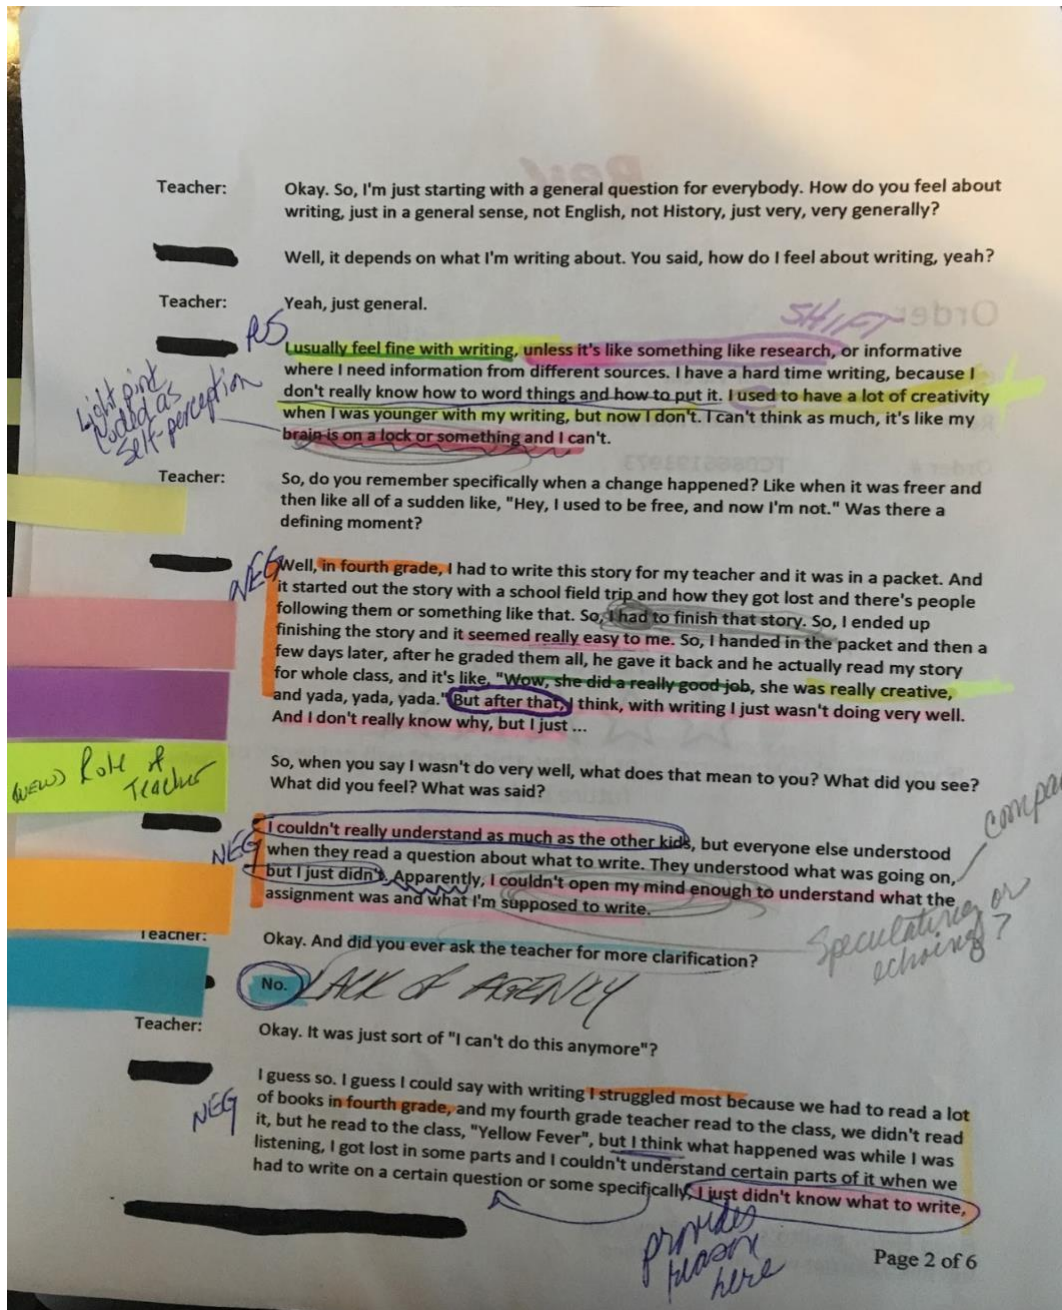 Teacher: Okay. So, I'm just starting with a general question for everybody. How do you feel about
writing, just in a general sense, not English, not History, just very, very generally?
Well, it depends on what I'm writing about. You said, how do I feel about writing, yeah?
Teacher: Yeah, just general.
SHIFT
POS
I usually feel fine with writing, unless it's like something like research, or informative
where I need information from different sources. I have a hard time writing, because I
don't really know how to word things and how to put it. I used to have a lot of creativity
when I was younger with my writing, but now I don't. I can't think as much, it's like my
brain is on a lock or something and I can't.
Light pink
coded as
self-perception
Teacher: So, do you remember specifically when a change happened? Like when it was freer and
then like all of a sudden like, "Hey, I used to be free, and now I'm not." Was there a
defining moment?
NEG
Well, in fourth grade, I had to write this story for my teacher and it was in a packet. And
it started out the story with a school field trip and how they got lost and there's people
following them or something like that. So, I had to finish that story. So, I ended up
finishing the story and it seemed really easy to me. So, I handed in the packet and then a
few days later, after he graded them all, he gave it back and he actually read my story
for whole class, and it's like, "Wow, she did a really good job, she was really creative,
and yada, yada, yada." But after that, I think, with writing I just wasn't doing very well.
And I don't really know why, but I just ...
Role of
Teacher
So, when you say I wasn't do very well, what does that mean to you? What did you see?
What did you feel? What was said?
compa
NEG
I couldn't really understand as much as the other kids, but everyone else understood
when they read a question about what to write. They understood what was going on,
but I just didn't. Apparently, I couldn't open my mind enough to understand what the
assignment was and what I'm supposed to write.
Speculating or
echoing?
Teacher: Okay. And did you ever ask the teacher for more clarification?
No. LACK OF AGENCY
Teacher: Okay. It was just sort of "I can't do this anymore"?
NEG
I guess so. I guess I could say with writing I struggled most because we had to read a lot
of books in fourth grade, and my fourth grade teacher read to the class, we didn't read
it, but he read to the class, "Yellow Fever", but I think what happened was while I was
listening, I got lost in some parts and I couldn't understand certain parts of it when we
had to write on a certain question or some specifically, I just didn't know what to write,
provides
reason
here
Page 2 of 6